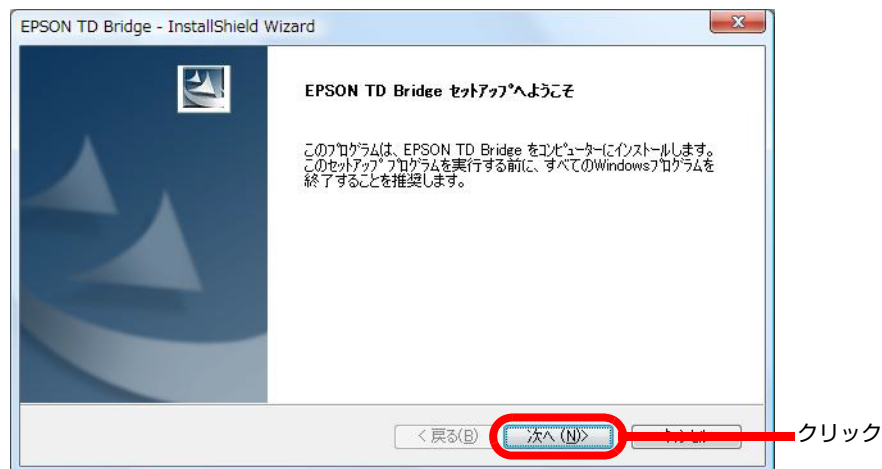 EPSON TD Bridge - InstallShield Wizard
EPSON TD Bridge セットアップへようこそ
このプログラムは、EPSON TD Bridge をコンピューターにインストールします。
このセットアップ プログラムを実行する前に、すべてのWindowsプログラムを
終了することを推奨します。
< 戻る(B)
次へ (N)>
クリック